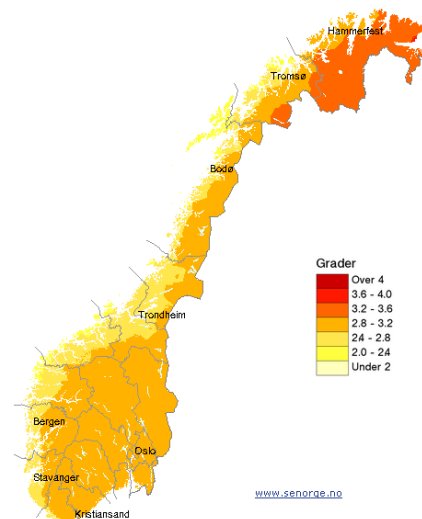 Hammerfest
Tromsø
Bodø
Grader
Over 4
3.6 - 4.0
3.2 - 3.6
2.8 - 3.2
24 - 2.8
2.0 - 24
Under 2
Trondheim
Bergen
Oslo
Stavanger
www.senorge.no
Kristiansand